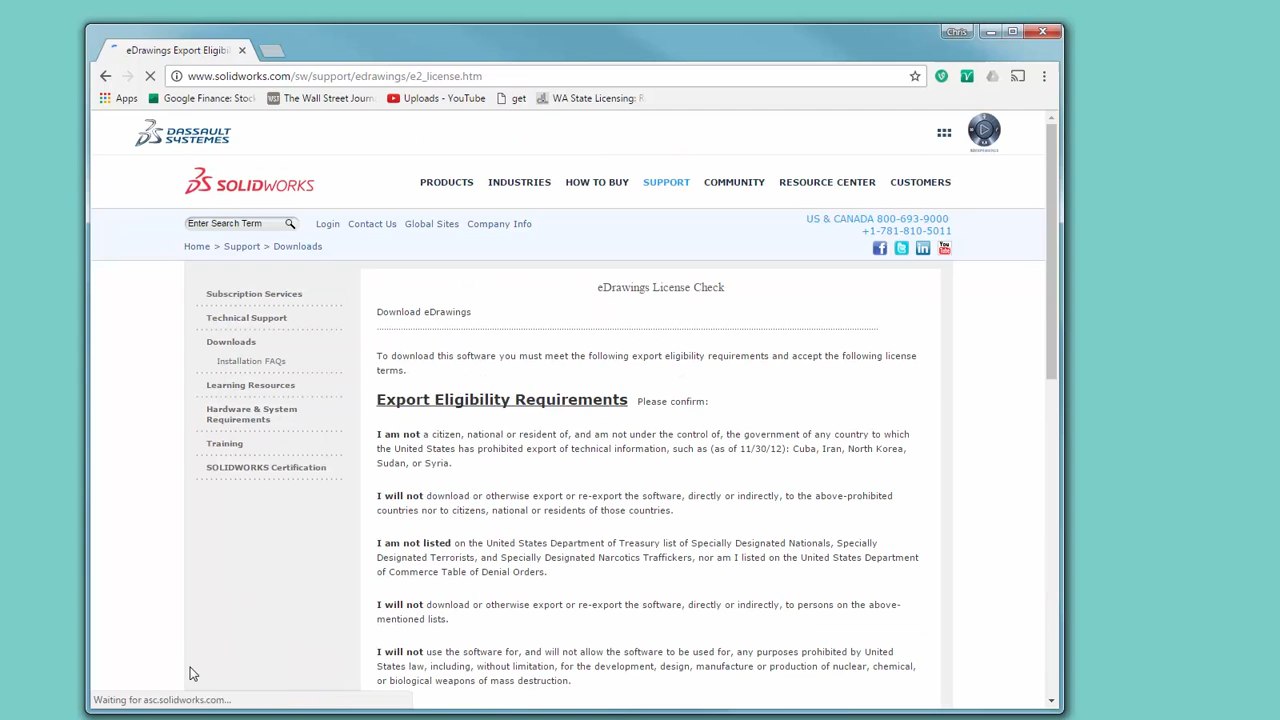 Chris
eDrawings Export Eligibi
www.solidworks.com/sw/support/edrawings/e2_license.htm
Apps Google Finance: Stoc The Wall Street Journ Uploads - YouTube get WA State Licensing: R
DASSAULT
SYSTEMES
SOLIDWORKS PRODUCTS INDUSTRIES HOW TO BUY SUPPORT COMMUNITY RESOURCE CENTER CUSTOMERS
Enter Search Term Login Contact Us Global Sites Company Info
US & CANADA 800-693-9000
+1-781-810-5011
Home > Support > Downloads
Subscription Services
Technical Support
Downloads
Installation FAQs
Learning Resources
Hardware & System
Requirements
Training
SOLIDWORKS Certification
eDrawings License Check
Download eDrawings
To download this software you must meet the following export eligibility requirements and accept the following license
terms.
Export Eligibility Requirements Please confirm:
I am not a citizen, national or resident of, and am not under the control of, the government of any country to which
the United States has prohibited export of technical information, such as (as of 11/30/12): Cuba, Iran, North Korea,
Sudan, or Syria.
I will not download or otherwise export or re-export the software, directly or indirectly, to the above-prohibited
countries nor to citizens, national or residents of those countries.
I am not listed on the United States Department of Treasury list of Specially Designated Nationals, Specially
Designated Terrorists, and Specially Designated Narcotics Traffickers, nor am I listed on the United States Department
of Commerce Table of Denial Orders.
I will not download or otherwise export or re-export the software, directly or indirectly, to persons on the above-
mentioned lists.
I will not use the software for, and will not allow the software to be used for, any purposes prohibited by United
States law, including, without limitation, for the development, design, manufacture or production of nuclear, chemical,
or biological weapons of mass destruction.
Waiting for asc.solidworks.com...